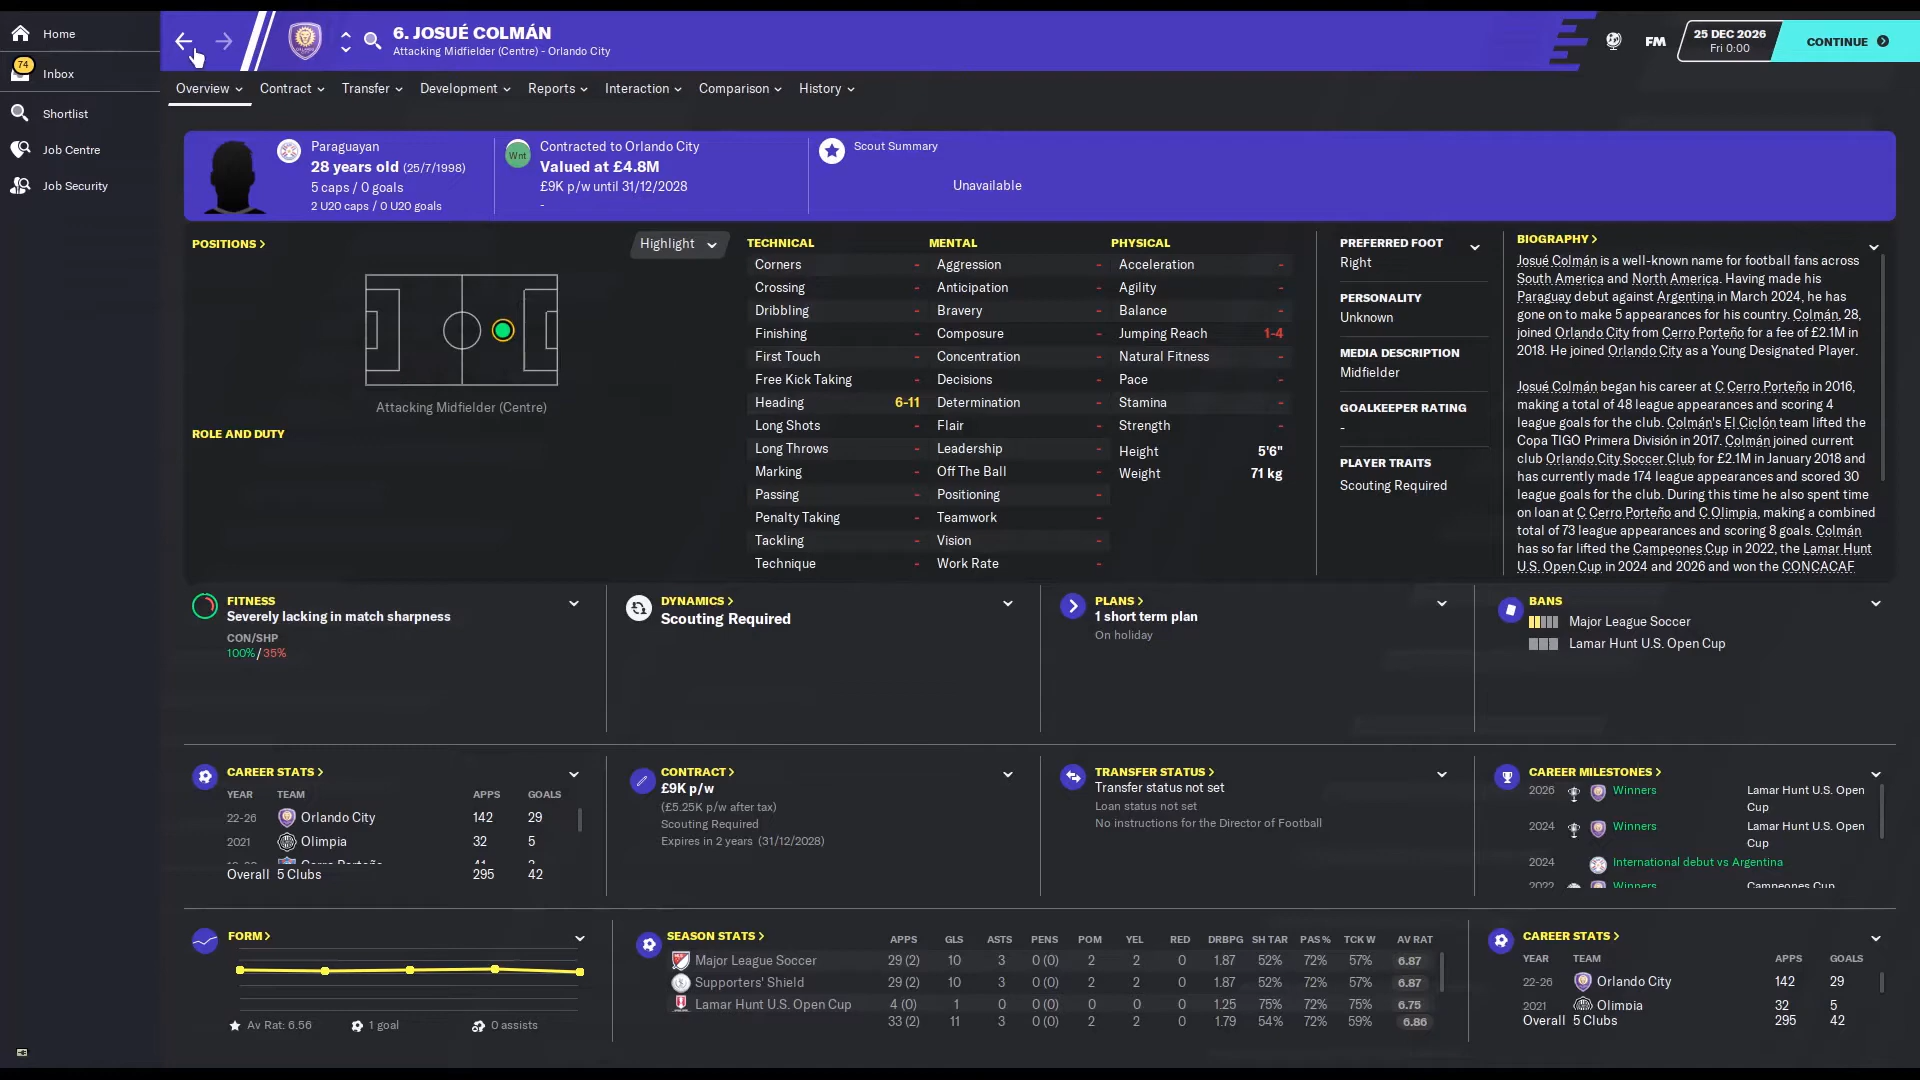 Home
74
Inbox
Shortlist
Job Centre
Job Security
6. JOSUÉ COLMÁN
Attacking Midfielder (Centre) - Orlando City
FM
25 DEC 2026
Fri 0:00
CONTINUE
Overview
Contract
Transfer
Development
Reports
Interaction
Comparison
History
Paraguayan
28 years old (25/7/1998)
5 caps / 0 goals
2 U20 caps / 0 U20 goals
Wnt
Contracted to Orlando City
Valued at £4.8M
£9K p/w until 31/12/2028
-
Scout Summary
Unavailable
POSITIONS >
Highlight
Attacking Midfielder (Centre)
ROLE AND DUTY
TECHNICAL
Corners -
Crossing -
Dribbling -
Finishing -
First Touch -
Free Kick Taking -
Heading 6-11
Long Shots -
Long Throws -
Marking -
Passing -
Penalty Taking -
Tackling -
Technique -
MENTAL
Aggression -
Anticipation -
Bravery -
Composure -
Concentration -
Decisions -
Determination -
Flair -
Leadership -
Off The Ball -
Positioning -
Teamwork -
Vision -
Work Rate -
PHYSICAL
Acceleration -
Agility -
Balance -
Jumping Reach 1-4
Natural Fitness -
Pace -
Stamina -
Strength -
Height 5'6"
Weight 71 kg
PREFERRED FOOT
Right
PERSONALITY
Unknown
MEDIA DESCRIPTION
Midfielder
GOALKEEPER RATING
-
PLAYER TRAITS
Scouting Required
BIOGRAPHY >
Josué Colmán is a well-known name for football fans across
South America and North America. Having made his
Paraguay debut against Argentina in March 2024, he has
gone on to make 5 appearances for his country. Colmán, 28,
joined Orlando City from Cerro Porteño for a fee of £2.1M in
2018. He joined Orlando City as a Young Designated Player.
Josué Colmán began his career at C Cerro Porteño in 2016,
making a total of 48 league appearances and scoring 4
league goals for the club. Colmán's El Ciclón team lifted the
Copa TIGO Primera División in 2017. Colmán joined current
club Orlando City Soccer Club for £2.1M in January 2018 and
has currently made 174 league appearances and scored 30
league goals for the club. During this time he also spent time
on loan at C Cerro Porteño and C Olimpia, making a combined
total of 73 league appearances and scoring 8 goals. Colmán
has so far lifted the Campeones Cup in 2022, the Lamar Hunt
U.S. Open Cup in 2024 and 2026 and won the CONCACAF
FITNESS
Severely lacking in match sharpness
CON/SHP
100%/35%
DYNAMICS >
Scouting Required
PLANS >
1 short term plan
On holiday
BANS
Major League Soccer
Lamar Hunt U.S. Open Cup
CAREER STATS >
YEAR TEAM APPS GOALS
22-26 Orlando City 142 29
2021 Olimpia 32 5
Cerro Porteño 41
Overall 5 Clubs 295 42
CONTRACT >
£9K p/w
(£5.25K p/w after tax)
Scouting Required
Expires in 2 years (31/12/2028)
TRANSFER STATUS >
Transfer status not set
Loan status not set
No instructions for the Director of Football
CAREER MILESTONES >
2026 Winners Lamar Hunt U.S. Open
Cup
2024 Winners Lamar Hunt U.S. Open
Cup
2024 International debut vs Argentina
2022 Winners Campeones Cup
FORM >
Av Rat: 6.56
1 goal
0 assists
SEASON STATS > APPS GLS ASTS PENS POM YEL RED DRBPG SH TAR PAS % TCK W AV RAT
Major League Soccer 29 (2) 10 3 0 (0) 2 2 0 1.87 52% 72% 57% 6.87
Supporters' Shield 29 (2) 10 3 0 (0) 2 2 0 1.87 52% 72% 57% 6.87
Lamar Hunt U.S. Open Cup 4 (0) 1 0 0 (0) 0 0 0 1.25 75% 72% 75% 6.75
33 (2) 11 3 0 (0) 2 2 0 1.79 54% 72% 59% 6.86
CAREER STATS >
YEAR TEAM APPS GOALS
22-26 Orlando City 142 29
2021 Olimpia 32 5
Overall 5 Clubs 295 42